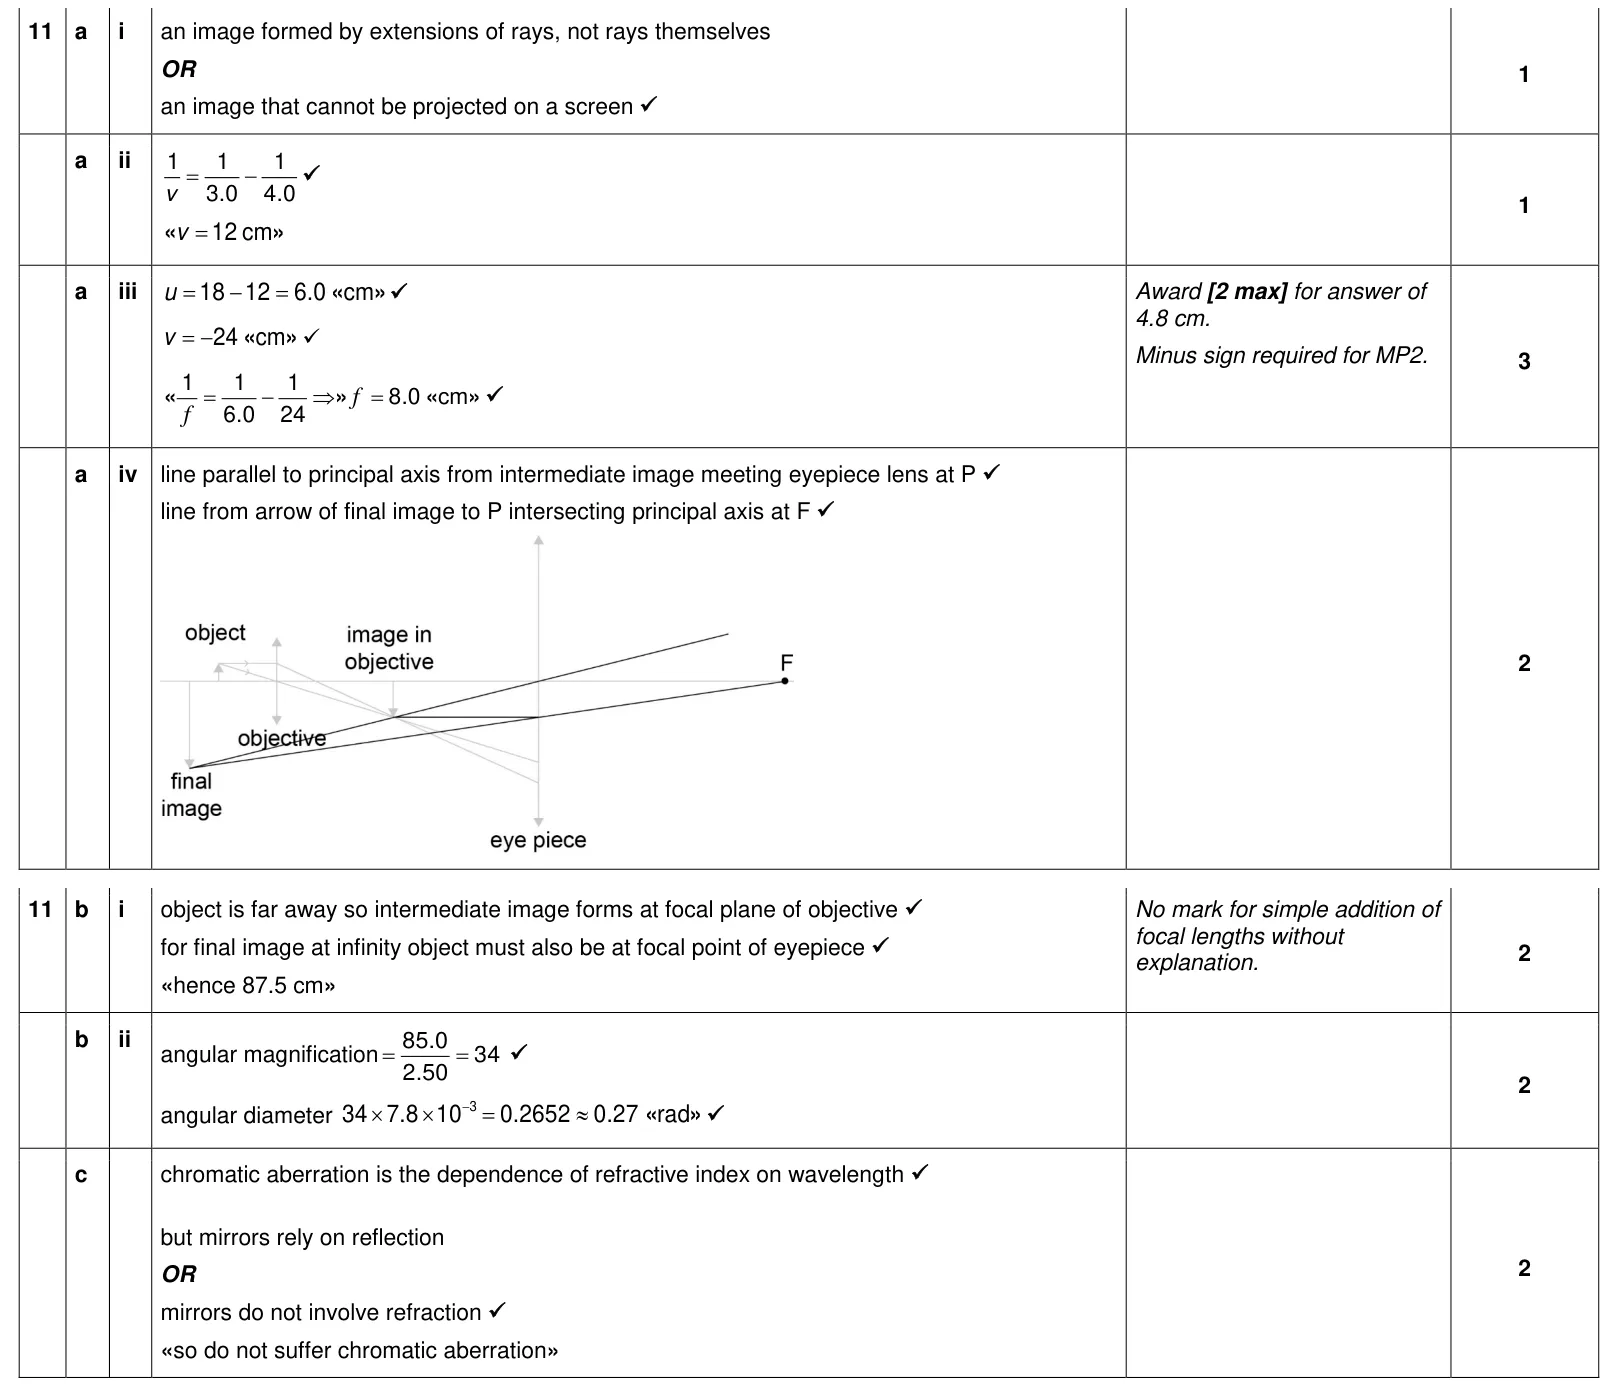 11 a i an image formed by extensions of rays, not rays themselves
OR
an image that cannot be projected on a screen ✓
1
a ii 1/v = 1/3.0 − 1/4.0 ✓
«v = 12 cm»
1
a iii u = 18 − 12 = 6.0 «cm» ✓
v = −24 «cm» ✓
«1/f = 1/6.0 − 1/24 ⇒» f = 8.0 «cm» ✓
Award [2 max] for answer of
4.8 cm.
Minus sign required for MP2.
3
a iv line parallel to principal axis from intermediate image meeting eyepiece lens at P ✓
line from arrow of final image to P intersecting principal axis at F ✓
object
image in
objective
F
objective
final
image
eye piece
2
11 b i object is far away so intermediate image forms at focal plane of objective ✓
for final image at infinity object must also be at focal point of eyepiece ✓
«hence 87.5 cm»
No mark for simple addition of
focal lengths without
explanation.
2
b ii angular magnification = 85.0/2.50 = 34 ✓
angular diameter 34 × 7.8 × 10⁻³ = 0.2652 ≈ 0.27 «rad» ✓
2
c chromatic aberration is the dependence of refractive index on wavelength ✓
but mirrors rely on reflection
OR
mirrors do not involve refraction ✓
«so do not suffer chromatic aberration»
2